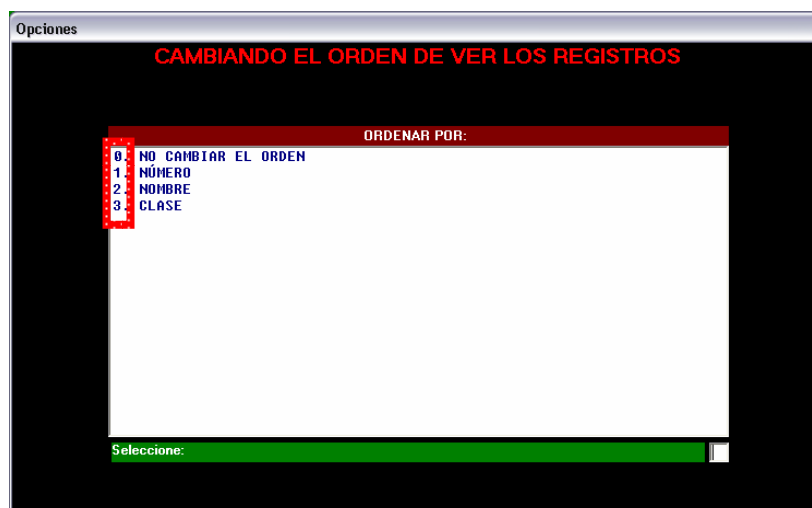 Opciones
CAMBIANDO EL ORDEN DE VER LOS REGISTROS
ORDENAR POR:
0. NO CAMBIAR EL ORDEN
1. NÚMERO
2. NOMBRE
3. CLASE
Seleccione: